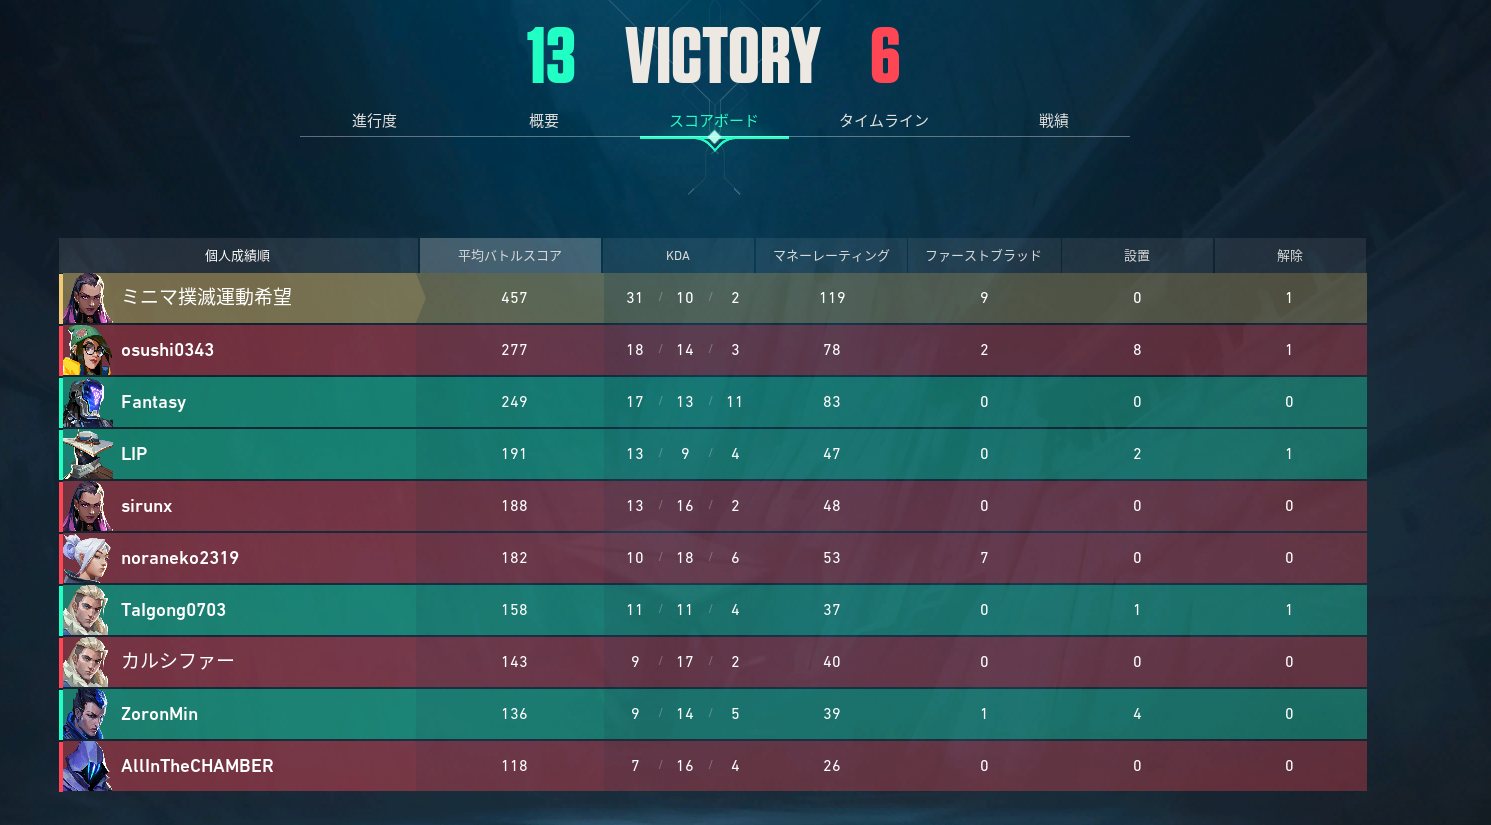 13 VICTORY 6
進行度 概要 スコアボード タイムライン 戦績
個人成績順 平均バトルスコア KDA マネーレーティング ファーストブラッド 設置 解除
ミニマ撲滅運動希望 457 31 / 10 / 2 119 9 0 1
osushi0343 277 18 / 14 / 3 78 2 8 1
Fantasy 249 17 / 13 / 11 83 0 0 0
LIP 191 13 / 9 / 4 47 0 2 1
sirunx 188 13 / 16 / 2 48 0 0 0
noraneko2319 182 10 / 18 / 6 53 7 0 0
TaIgong0703 158 11 / 11 / 4 37 0 1 1
カルシファー 143 9 / 17 / 2 40 0 0 0
ZoronMin 136 9 / 14 / 5 39 1 4 0
AllInTheCHAMBER 118 7 / 16 / 4 26 0 0 0